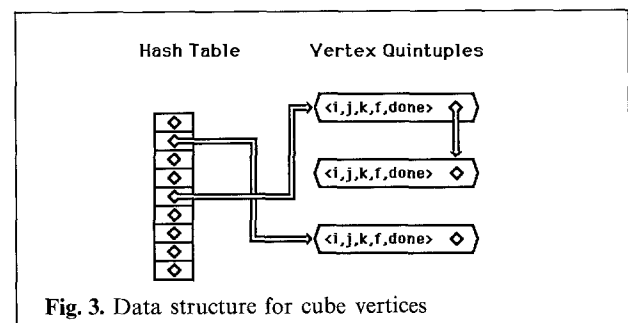 Hash Table
Vertex Quintuples
<i,j,k,f,done>
<i,j,k,f,done>
<i,j,k,f,done>
Fig. 3. Data structure for cube vertices